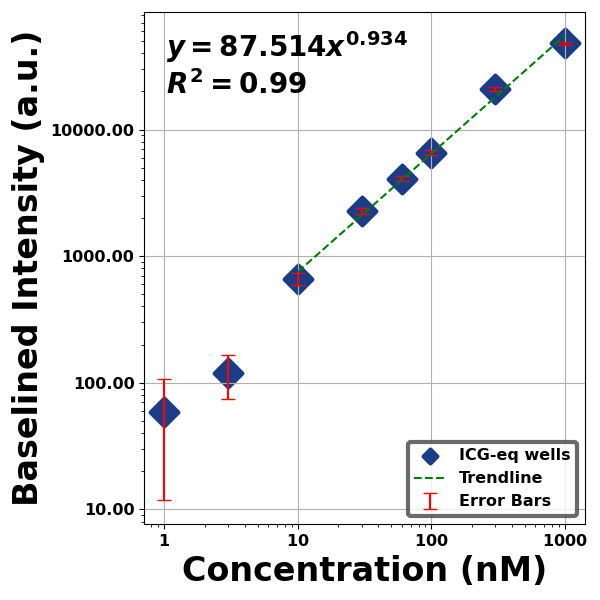 y = 87.514x^0.934
R² = 0.99
Baselined Intensity (a.u.)
10000.00
1000.00
100.00
10.00
ICG-eq wells
Trendline
Error Bars
1 10 100 1000
Concentration (nM)